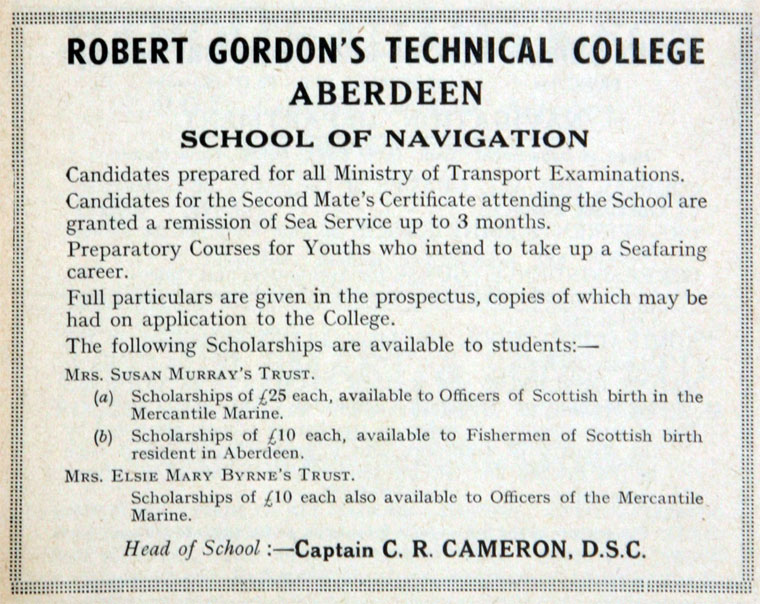 ROBERT GORDON'S TECHNICAL COLLEGE
ABERDEEN
SCHOOL OF NAVIGATION
Candidates prepared for all Ministry of Transport Examinations.
Candidates for the Second Mate's Certificate attending the School are
granted a remission of Sea Service up to 3 months.
Preparatory Courses for Youths who intend to take up a Seafaring
career.
Full particulars are given in the prospectus, copies of which may be
had on application to the College.
The following Scholarships are available to students:—
MRS. SUSAN MURRAY'S TRUST.
(a) Scholarships of £25 each, available to Officers of Scottish birth in the
Mercantile Marine.
(b) Scholarships of £10 each, available to Fishermen of Scottish birth
resident in Aberdeen.
MRS. ELSIE MARY BYRNE'S TRUST.
Scholarships of £10 each also available to Officers of the Mercantile
Marine.
Head of School :—Captain C. R. CAMERON, D.S.C.